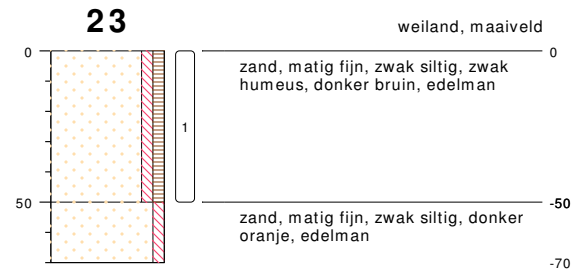 23
weiland, maaiveld
0
0
zand, matig fijn, zwak siltig, zwak
humeus, donker bruin, edelman
1
50
-50
zand, matig fijn, zwak siltig, donker
oranje, edelman
-70